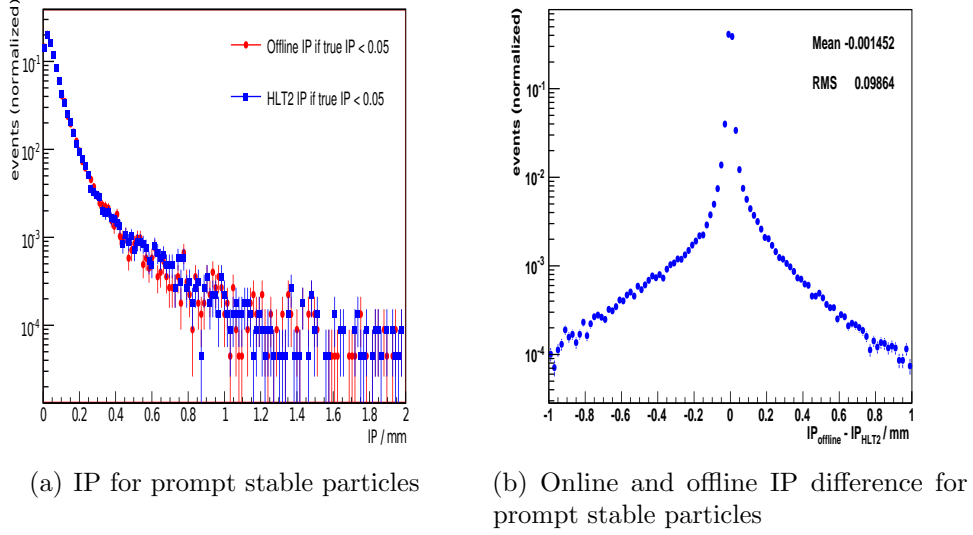 events (normalized)
10^-1
10^-2
10^-3
10^-4
Offline IP if true IP < 0.05
HLT2 IP if true IP < 0.05
0 0.2 0.4 0.6 0.8 1 1.2 1.4 1.6 1.8 2
IP / mm
(a) IP for prompt stable particles
events (normalized)
10^-1
10^-2
10^-3
10^-4
Mean -0.001452
RMS 0.09864
-1 -0.8 -0.6 -0.4 -0.2 0 0.2 0.4 0.6 0.8 1
IP_offline - IP_HLT2 / mm
(b) Online and offline IP difference for
prompt stable particles